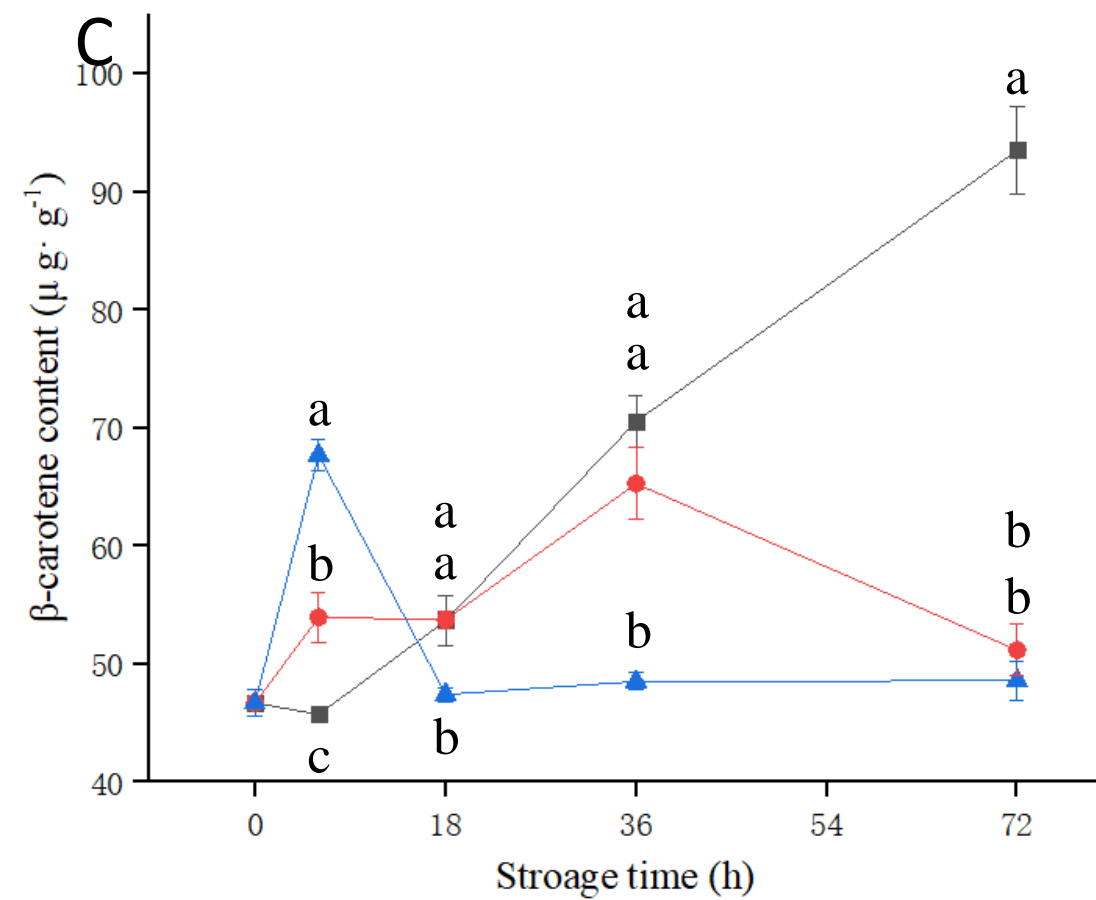 C
100
90
80
70
60
50
40
β-carotene content (μ g· g⁻¹)
a
a
a
a
b
a
a
b
b
b
c
b
0 18 36 54 72
Stroage time (h)